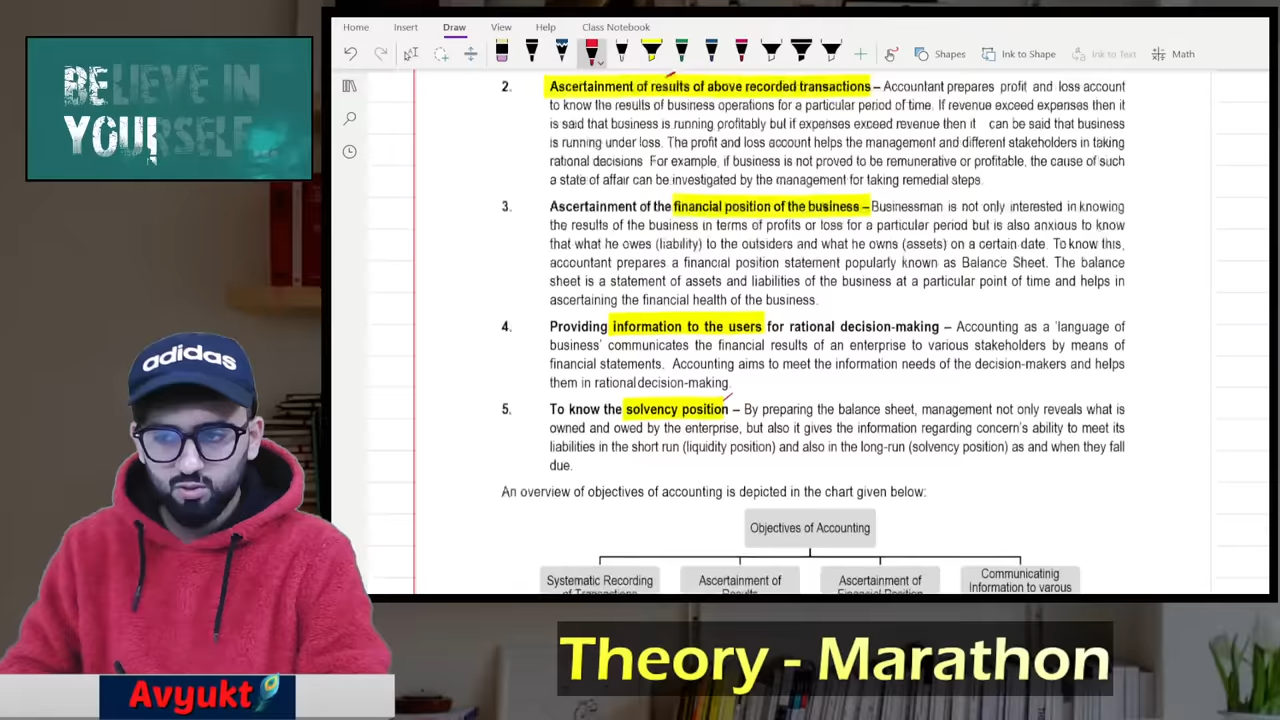 BELIEVE IN
YOURSELF...
Home Insert Draw View Help Class Notebook
Shapes Ink to Shape Ink to Text Math
2. Ascertainment of results of above recorded transactions – Accountant prepares profit and loss account
to know the results of business operations for a particular period of time. If revenue exceed expenses then it
is said that business is running profitably but if expenses exceed revenue then it can be said that business
is running under loss. The profit and loss account helps the management and different stakeholders in taking
rational decisions. For example, if business is not proved to be remunerative or profitable, the cause of such
a state of affair can be investigated by the management for taking remedial steps.
3. Ascertainment of the financial position of the business – Businessman is not only interested in knowing
the results of the business in terms of profits or loss for a particular period but is also anxious to know
that what he owes (liability) to the outsiders and what he owns (assets) on a certain date. To know this,
accountant prepares a financial position statement popularly known as Balance Sheet. The balance
sheet is a statement of assets and liabilities of the business at a particular point of time and helps in
ascertaining the financial health of the business.
4. Providing information to the users for rational decision-making – Accounting as a 'language of
business' communicates the financial results of an enterprise to various stakeholders by means of
financial statements. Accounting aims to meet the information needs of the decision-makers and helps
them in rational decision-making.
5. To know the solvency position – By preparing the balance sheet, management not only reveals what is
owned and owed by the enterprise, but also it gives the information regarding concern's ability to meet its
liabilities in the short run (liquidity position) and also in the long-run (solvency position) as and when they fall
due.
An overview of objectives of accounting is depicted in the chart given below:
Objectives of Accounting
Systematic Recording
of Transactions
Ascertainment of
Results
Ascertainment of
Financial Position
Communicating
Information to varous
adidas
Theory - Marathon
Avyukt